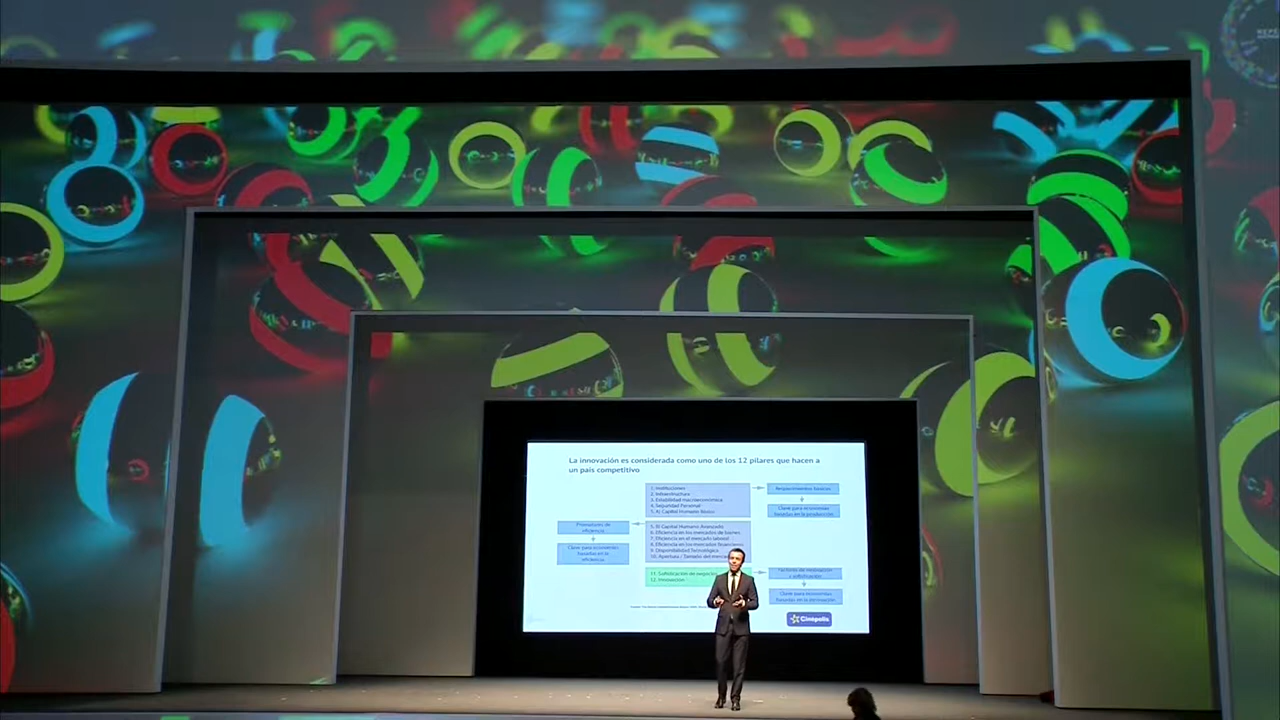 La innovación es considerada como uno de los 12 pilares que hacen a
un país competitivo
1. Instituciones
2. Infraestructura
3. Estabilidad macroeconómica
4. Seguridad Personal
5. A) Capital Humano Básico
Requerimientos básicos
Clave para economías
basadas en la producción
Promotores de
eficiencia
Clave para economías
basadas en la
eficiencia
5. B) Capital Humano Avanzado
6. Eficiencia en los mercados de bienes
7. Eficiencia en el mercado laboral
8. Eficiencia en los mercados financieros
9. Disponibilidad Tecnológica
10. Apertura / Tamaño del mercado
11. Sofisticación de negocios
12. Innovación
Factores de innovación
y sofisticación
Clave para economías
basadas en la innovación
Cinépolis